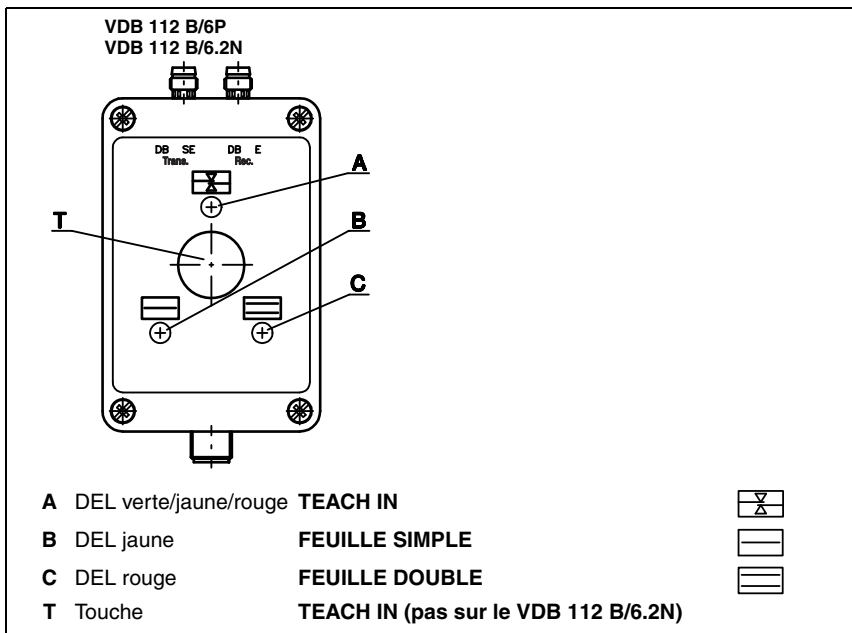 VDB 112 B/6P
VDB 112 B/6.2N
DB SE DB E
Trans. Rec.
A
T
B
C
A DEL verte/jaune/rouge TEACH IN
B DEL jaune FEUILLE SIMPLE
C DEL rouge FEUILLE DOUBLE
T Touche TEACH IN (pas sur le VDB 112 B/6.2N)